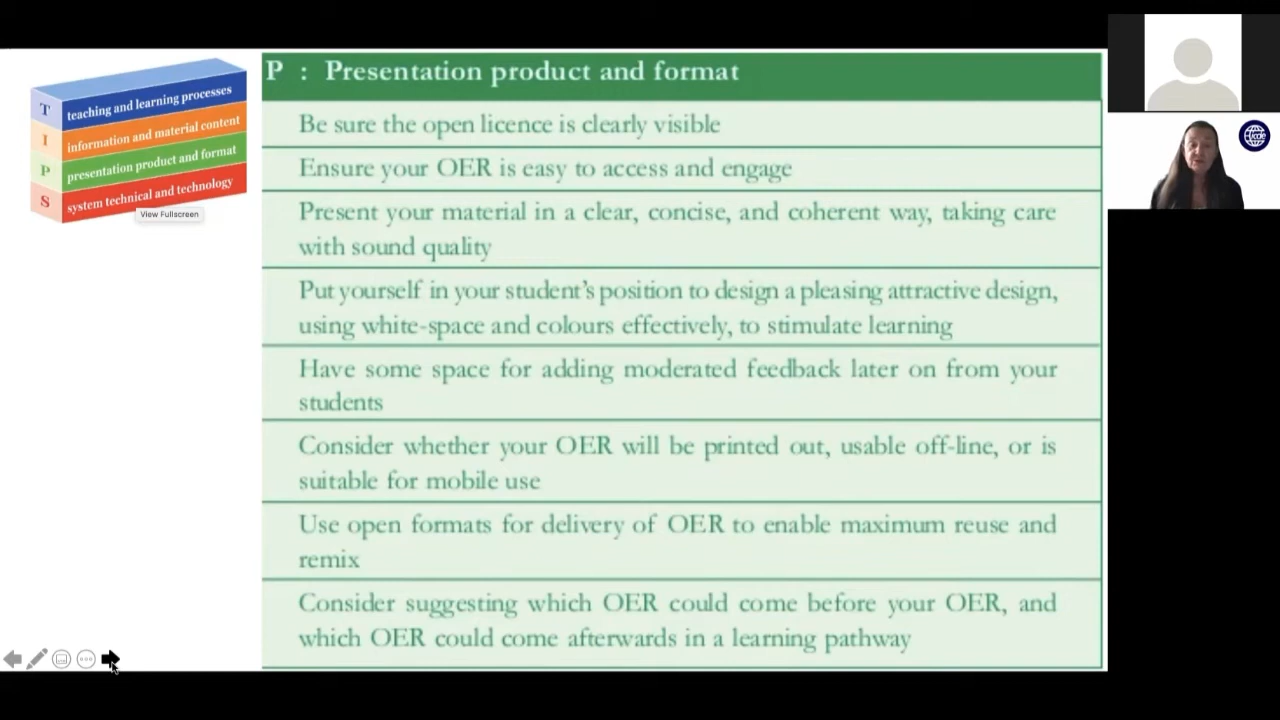 T teaching and learning processes
I information and material content
P presentation product and format
S system technical and technology
View Fullscreen
P : Presentation product and format
Be sure the open licence is clearly visible
Ensure your OER is easy to access and engage
Present your material in a clear, concise, and coherent way, taking care
with sound quality
Put yourself in your student's position to design a pleasing attractive design,
using white-space and colours effectively, to stimulate learning
Have some space for adding moderated feedback later on from your
students
Consider whether your OER will be printed out, usable off-line, or is
suitable for mobile use
Use open formats for delivery of OER to enable maximum reuse and
remix
Consider suggesting which OER could come before your OER, and
which OER could come afterwards in a learning pathway